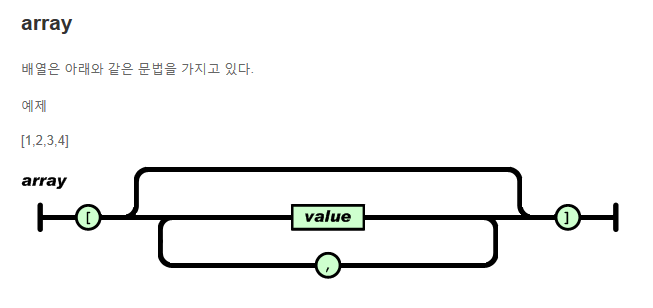 array
배열은 아래와 같은 문법을 가지고 있다.
예제
[1,2,3,4]
array
[ value ]
,